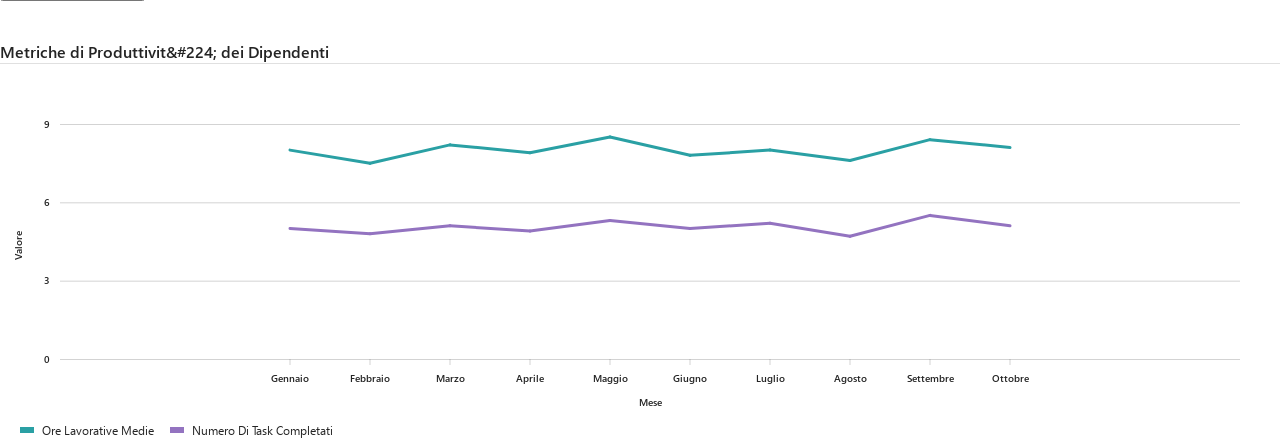 Metriche di Produttivit&#224; dei Dipendenti
9
6
3
0
Valore
Gennaio Febbraio Marzo Aprile Maggio Giugno Luglio Agosto Settembre Ottobre
Mese
Ore Lavorative Medie Numero Di Task Completati